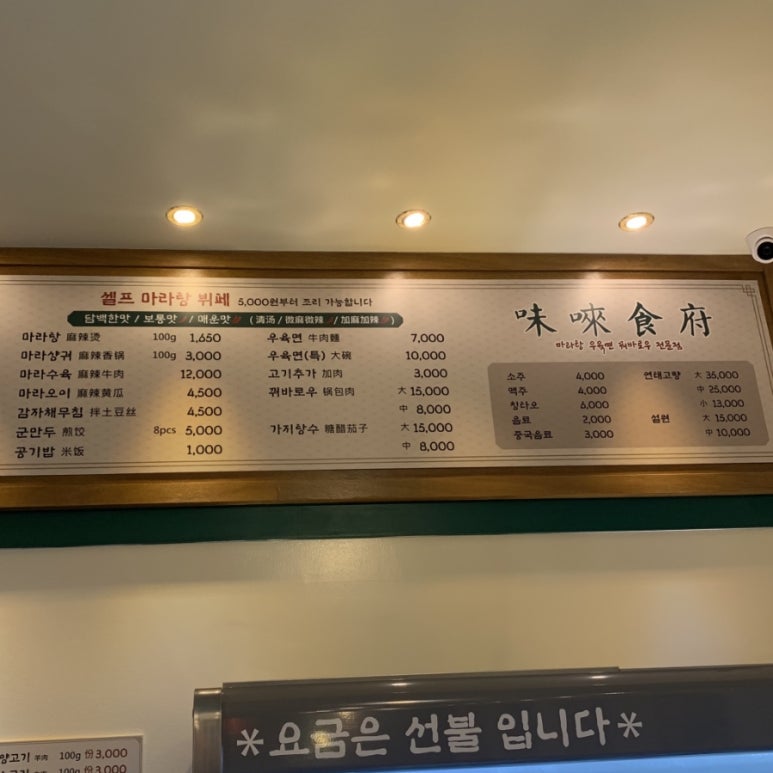 셀프 마라탕 뷔페 5,000원부터 조리 가능합니다
담백한맛 / 보통맛 / 매운맛 (清汤 / 微麻微辣 / 加麻加辣)
마라탕 麻辣烫 100g 1,650
마라샹궈 麻辣香锅 100g 3,000
마라수육 麻辣牛肉 12,000
마라오이 麻辣黄瓜 4,500
감자채무침 拌土豆丝 4,500
군만두 煎饺 8pcs 5,000
공기밥 米饭 1,000
우육면 牛肉麵 7,000
우육면(특) 大碗 10,000
고기추가 加肉 3,000
꿔바로우 锅包肉 大 15,000
中 8,000
가지탕수 糖醋茄子 大 15,000
中 8,000
味唻食府
마라탕 우육면 꿔바로우 전문점
소주 4,000
맥주 4,000
칭따오 6,000
음료 2,000
중국음료 3,000
연태고량 大 35,000
中 25,000
小 13,000
설원 大 15,000
中 10,000
*요금은 선불 입니다*
양고기 羊肉 100g 份 3,000
100g 份 3,000